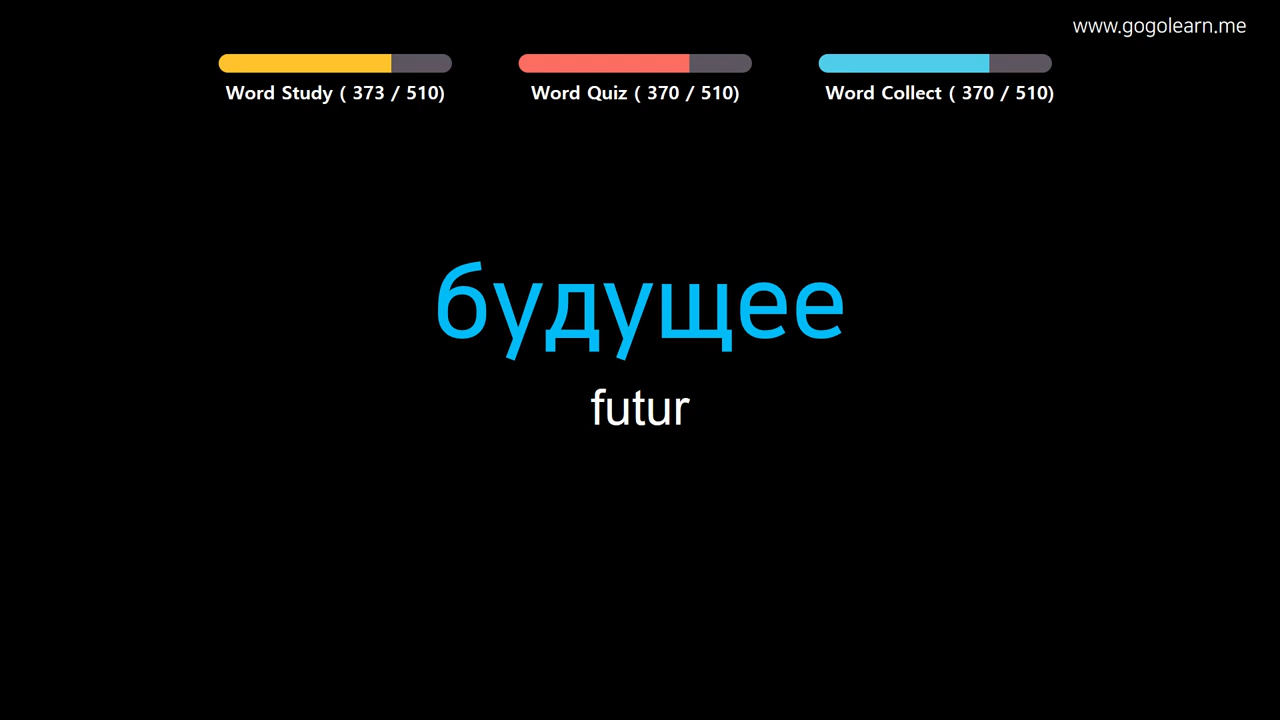 www.gogolearn.me
Word Study ( 373 / 510)
Word Quiz ( 370 / 510)
Word Collect ( 370 / 510)
будущее
futur